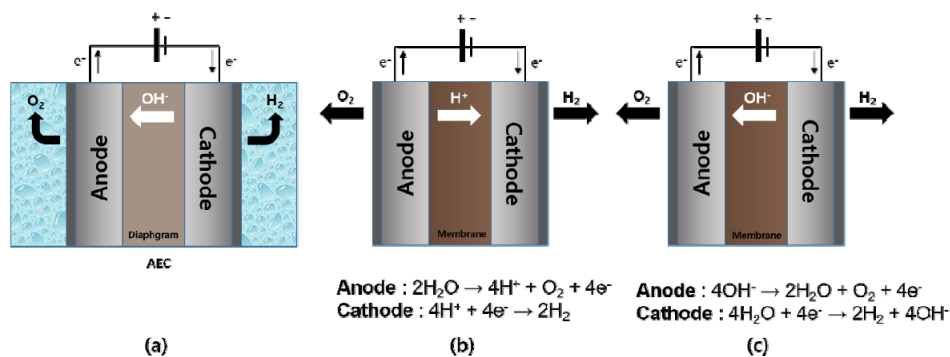 + -
e-
e-
O2
OH-
H2
Anode
Cathode
Diaphgram
AEC
(a)
+ -
e-
e-
O2
H+
H2
Anode
Cathode
Membrane
Anode : 2H2O → 4H+ + O2 + 4e-
Cathode : 4H+ + 4e- → 2H2
(b)
+ -
e-
e-
O2
OH-
H2
Anode
Cathode
Membrane
Anode : 4OH- → 2H2O + O2 + 4e-
Cathode : 4H2O + 4e- → 2H2 + 4OH-
(c)